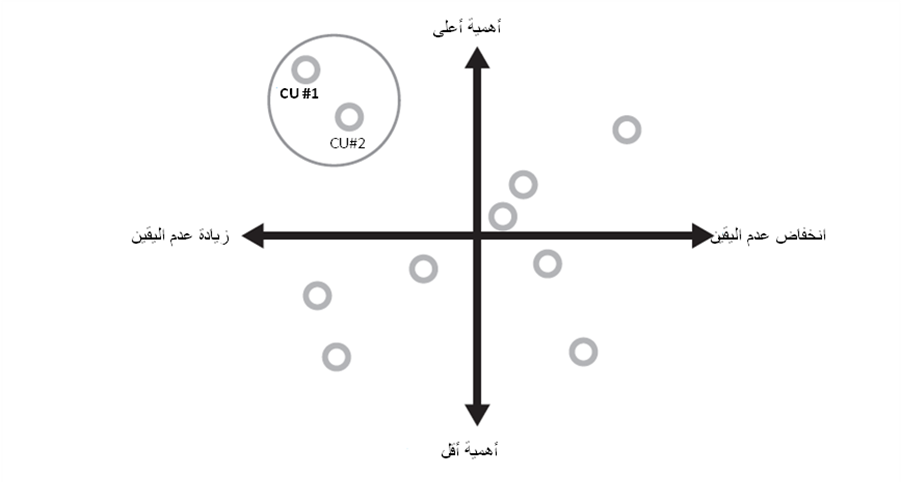 أهمية أعلى
CU #1
CU#2
انخفاض عدم اليقين
زيادة عدم اليقين
أهمية أقل